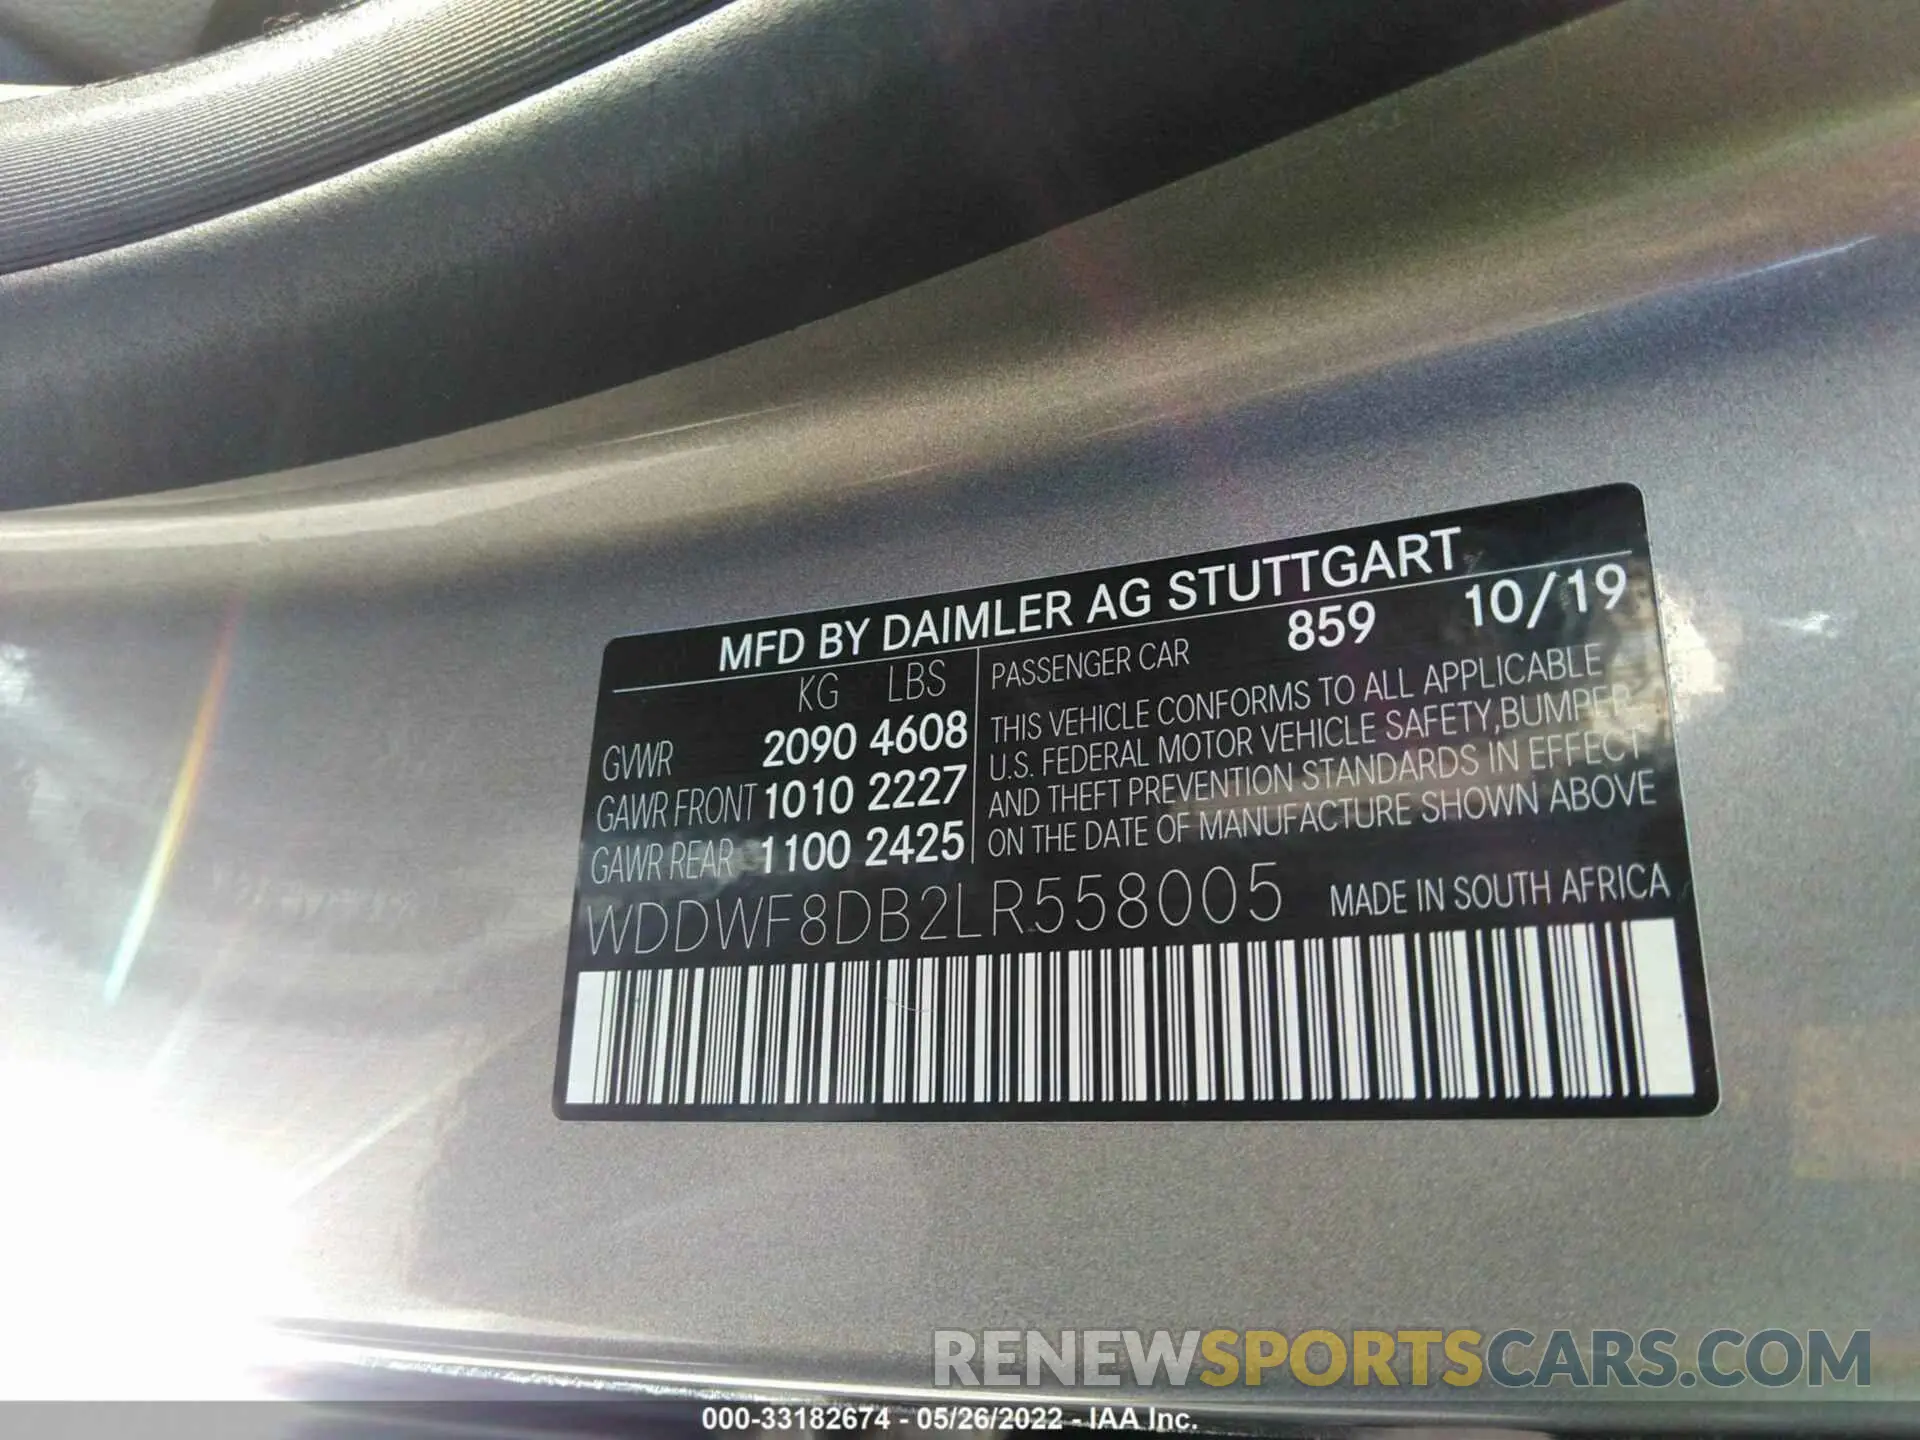 MFD BY DAIMLER AG STUTTGART
KG LBS
GVWR 2090 4608
GAWR FRONT 1010 2227
GAWR REAR 1100 2425
PASSENGER CAR 859 10/19
THIS VEHICLE CONFORMS TO ALL APPLICABLE
U.S. FEDERAL MOTOR VEHICLE SAFETY,BUMPER
AND THEFT PREVENTION STANDARDS IN EFFECT
ON THE DATE OF MANUFACTURE SHOWN ABOVE
WDDWF8DB2LR558005 MADE IN SOUTH AFRICA
RENEWSPORTSCARS.COM
000-33182674 - 05/26/2022 - IAA Inc.